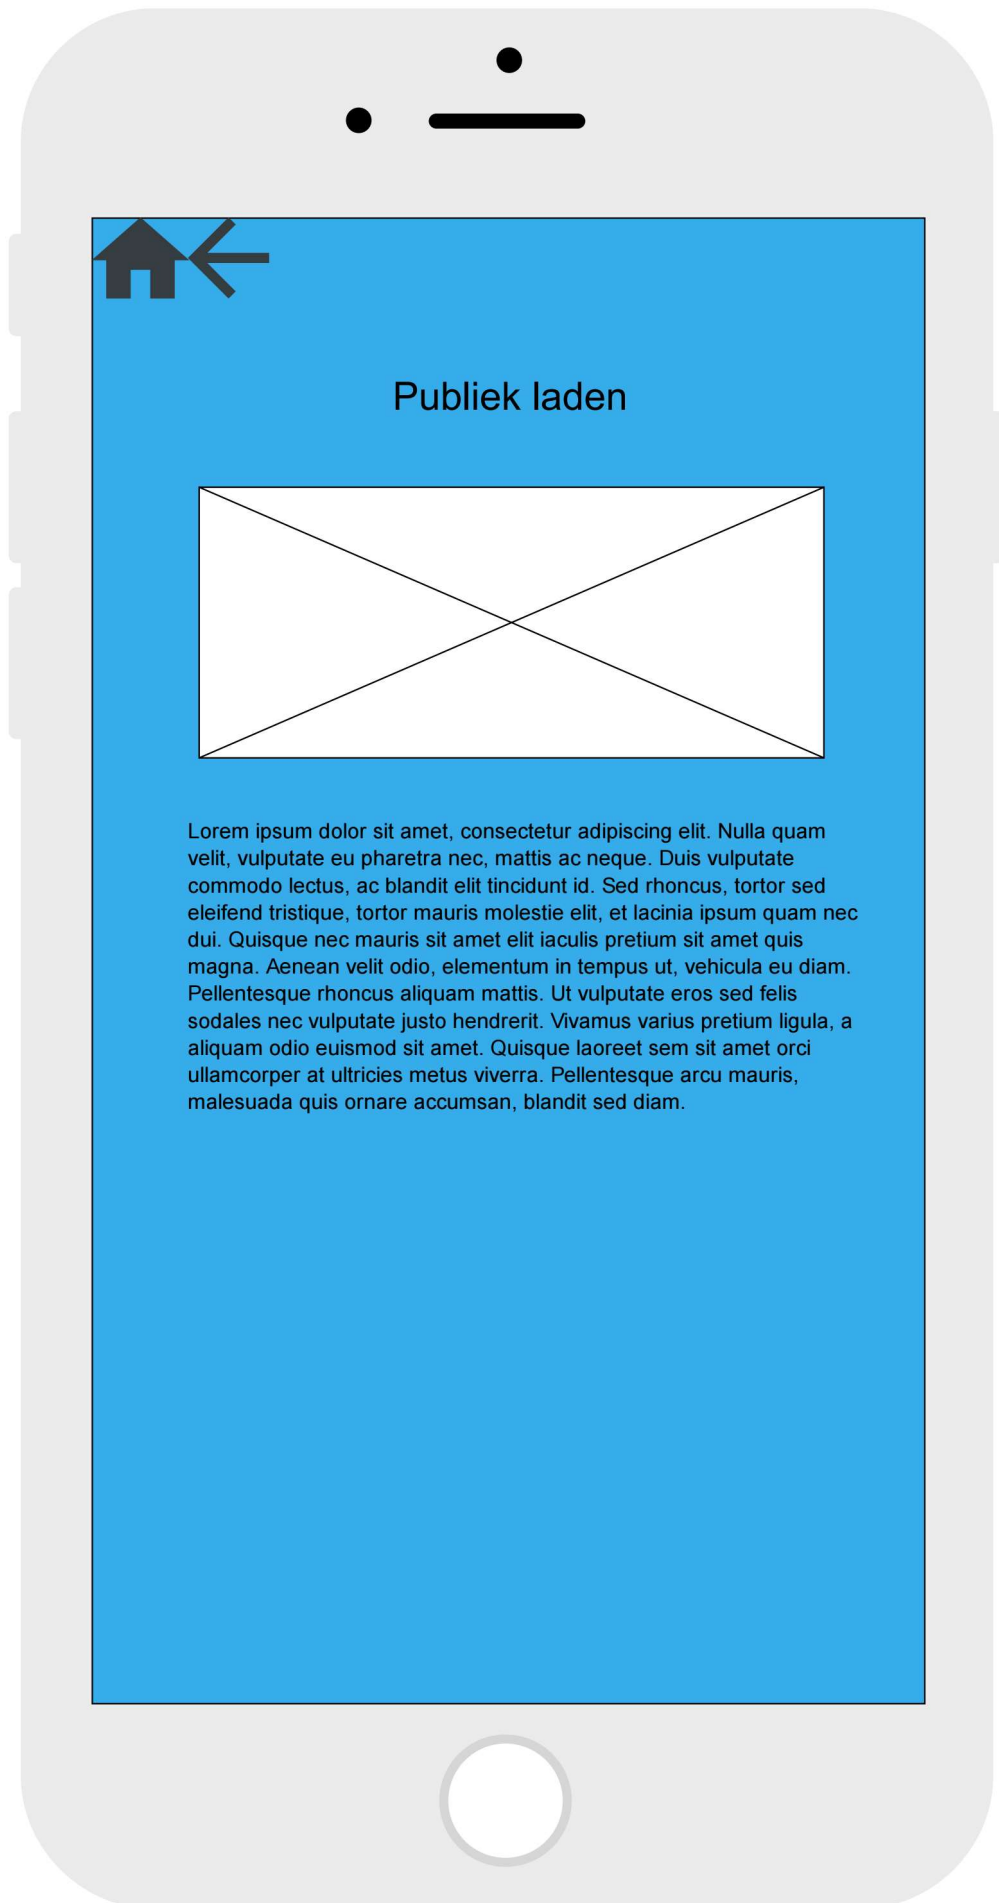 Publiek laden
Lorem ipsum dolor sit amet, consectetur adipiscing elit. Nulla quam
velit, vulputate eu pharetra nec, mattis ac neque. Duis vulputate
commodo lectus, ac blandit elit tincidunt id. Sed rhoncus, tortor sed
eleifend tristique, tortor mauris molestie elit, et lacinia ipsum quam nec
dui. Quisque nec mauris sit amet elit iaculis pretium sit amet quis
magna. Aenean velit odio, elementum in tempus ut, vehicula eu diam.
Pellentesque rhoncus aliquam mattis. Ut vulputate eros sed felis
sodales nec vulputate justo hendrerit. Vivamus varius pretium ligula, a
aliquam odio euismod sit amet. Quisque laoreet sem sit amet orci
ullamcorper at ultricies metus viverra. Pellentesque arcu mauris,
malesuada quis ornare accumsan, blandit sed diam.